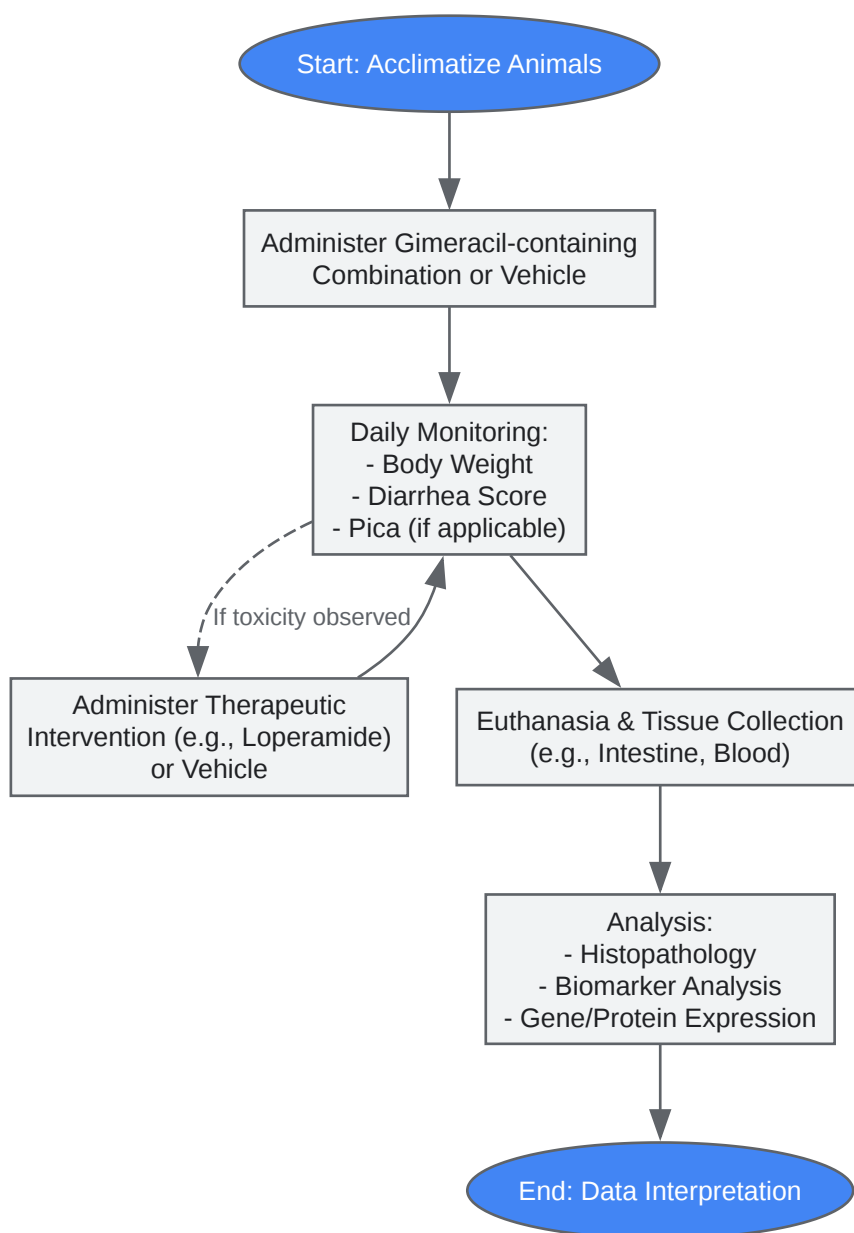 Start: Acclimatize Animals
Administer Gimeracil-containing
Combination or Vehicle
Daily Monitoring:
- Body Weight
- Diarrhea Score
- Pica (if applicable)
If toxicity observed
Administer Therapeutic
Intervention (e.g., Loperamide)
or Vehicle
Euthanasia & Tissue Collection
(e.g., Intestine, Blood)
Analysis:
- Histopathology
- Biomarker Analysis
- Gene/Protein Expression
End: Data Interpretation